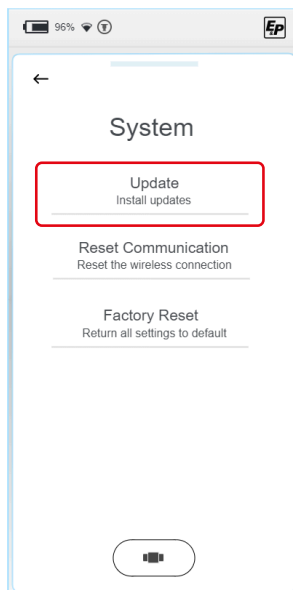 96% T
EP
System
Update
Install updates
Reset Communication
Reset the wireless connection
Factory Reset
Return all settings to default